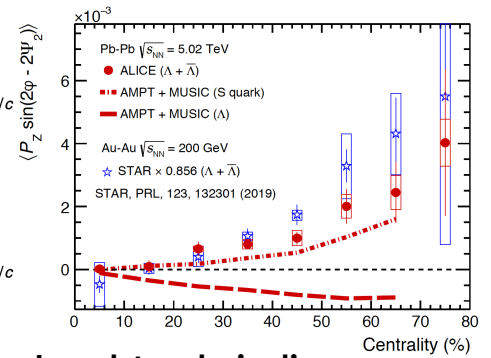 ×10⁻³
Pb-Pb √s_NN = 5.02 TeV
ALICE (Λ + Λ̅)
AMPT + MUSIC (S quark)
AMPT + MUSIC (Λ)
Au-Au √s_NN = 200 GeV
STAR × 0.856 (Λ + Λ̅)
STAR, PRL, 123, 132301 (2019)
⟨P_Z sin(2φ - 2Ψ₂)⟩
6
4
2
0
/c
/c
0 10 20 30 40 50 60 70 80
Centrality (%)